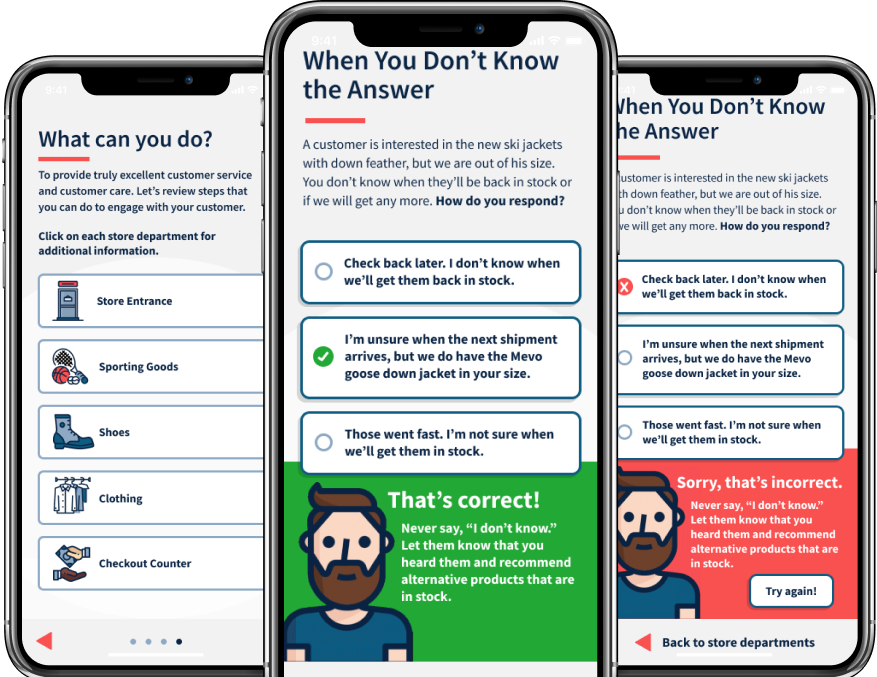 9:41
What can you do?
To provide truly excellent customer service
and customer care. Let's review steps that
you can do to engage with your customer.
Click on each store department for
additional information.
Store Entrance
Sporting Goods
Shoes
Clothing
Checkout Counter
9:41
When You Don't Know
the Answer
A customer is interested in the new ski jackets
with down feather, but we are out of his size.
You don't know when they'll be back in stock or
if we will get any more. How do you respond?
Check back later. I don't know when
we'll get them back in stock.
I'm unsure when the next shipment
arrives, but we do have the Mevo
goose down jacket in your size.
Those went fast. I'm not sure when
we'll get them in stock.
That's correct!
Never say, “I don't know.”
Let them know that you
heard them and recommend
alternative products that are
in stock.
When You Don't Know
he Answer
ustomer is interested in the new ski jackets
th down feather, but we are out of his size.
u don't know when they'll be back in stock or
we will get any more. How do you respond?
Check back later. I don't know when
we'll get them back in stock.
I'm unsure when the next shipment
arrives, but we do have the Mevo
goose down jacket in your size.
Those went fast. I'm not sure when
we'll get them in stock.
Sorry, that's incorrect.
Never say, “I don't know.”
Let them know that you
heard them and recommend
alternative products that are
in stock.
Try again!
Back to store departments